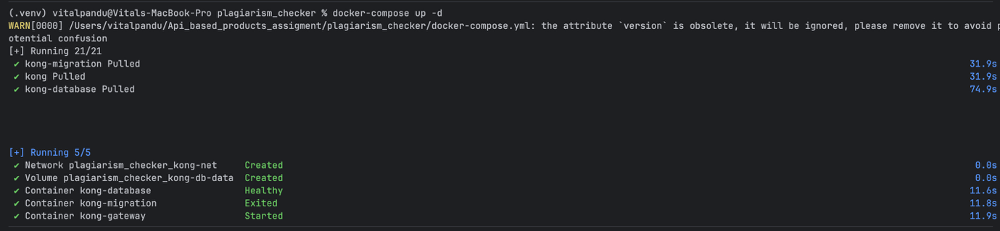 (.venv) vitalpandu@Vitals-MacBook-Pro plagiarism_checker % docker-compose up -d
WARN[0000] /Users/vitalpandu/Api_based_products_assigment/plagiarism_checker/docker-compose.yml: the attribute `version` is obsolete, it will be ignored, please remove it to avoid p
otential confusion
[+] Running 21/21
✔ kong-migration Pulled 31.9s
✔ kong Pulled 31.9s
✔ kong-database Pulled 74.9s
[+] Running 5/5
✔ Network plagiarism_checker_kong-net Created 0.0s
✔ Volume plagiarism_checker_kong-db-data Created 0.0s
✔ Container kong-database Healthy 11.6s
✔ Container kong-migration Exited 11.8s
✔ Container kong-gateway Started 11.9s